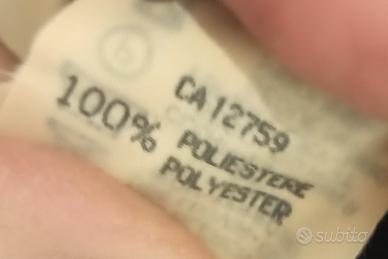 CA12759
100% POLIESTERE
POLYESTER
subito